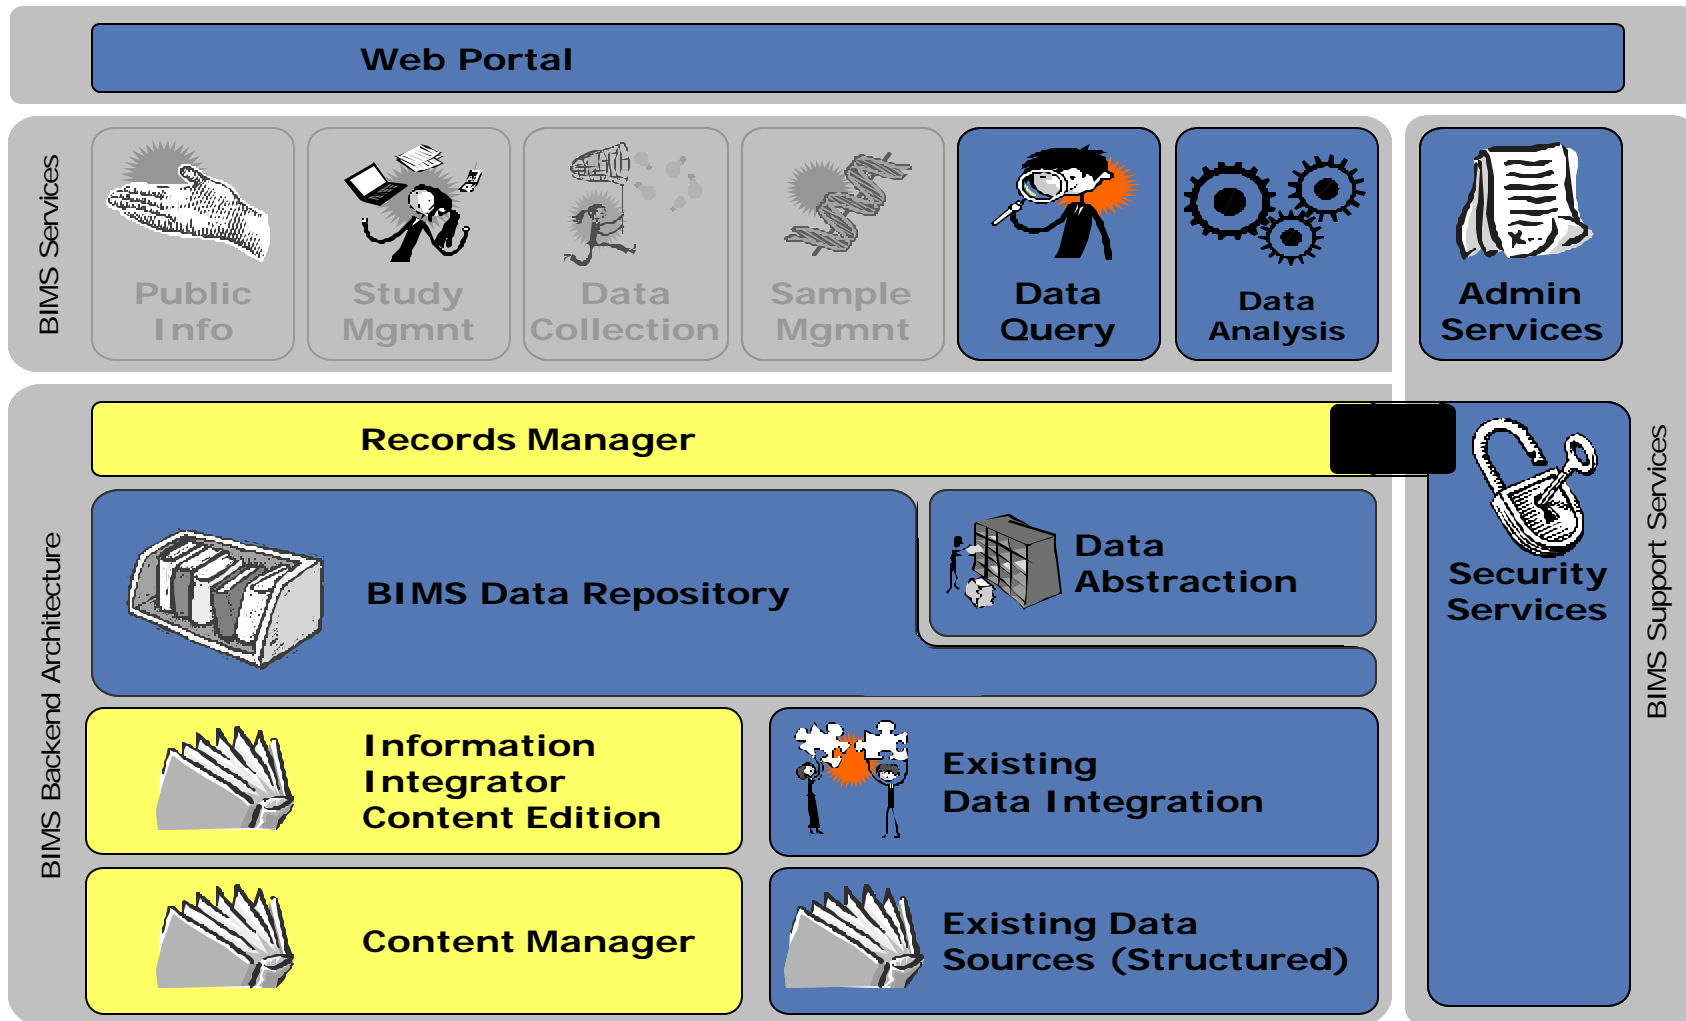 Web Portal
BIMS Services
Public
Info
Study
Mgmnt
Data
Collection
Sample
Mgmnt
Data
Query
Data
Analysis
Admin
Services
BIMS Backend Architecture
Records Manager
BIMS Data Repository
Data
Abstraction
Security
Services
BIMS Support Services
Information
Integrator
Content Edition
Existing
Data Integration
Content Manager
Existing Data
Sources (Structured)